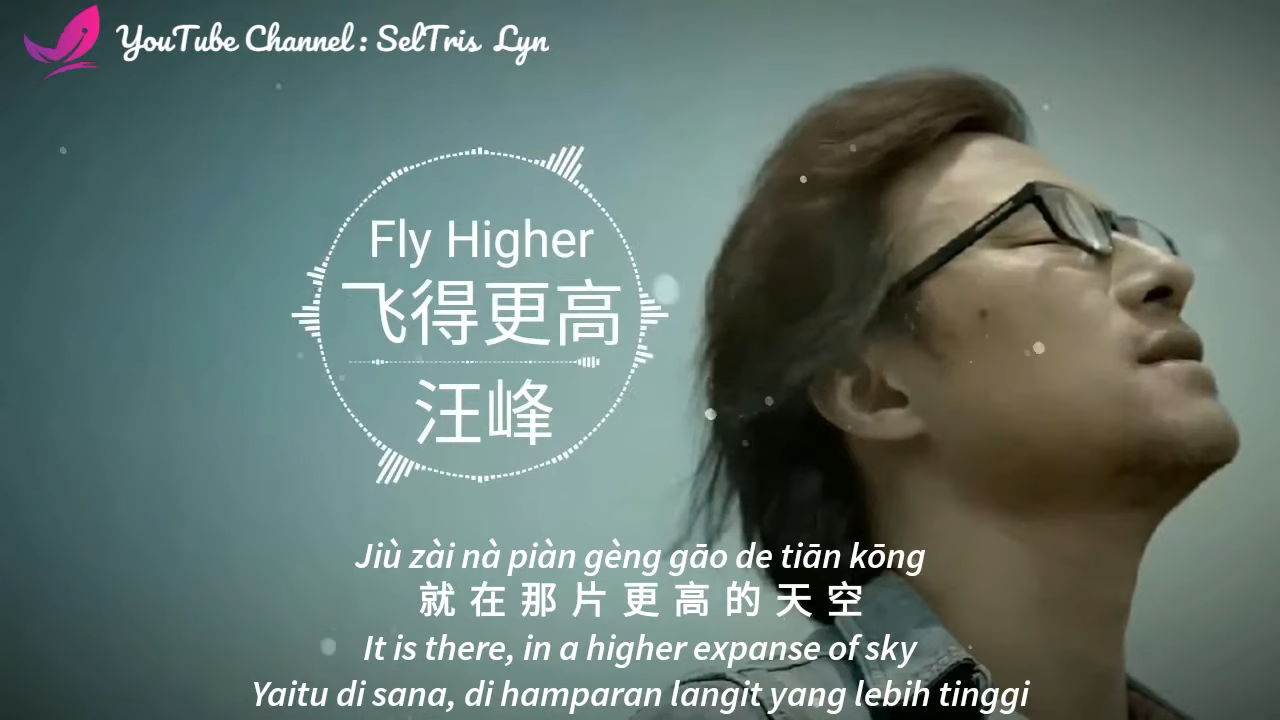 YouTube Channel : SelTris Lyn
Fly Higher
飞得更高
汪峰
Jiù zài nà piàn gèng gāo de tiān kōng
就在那片更高的天空
It is there, in a higher expanse of sky
Yaitu di sana, di hamparan langit yang lebih tinggi